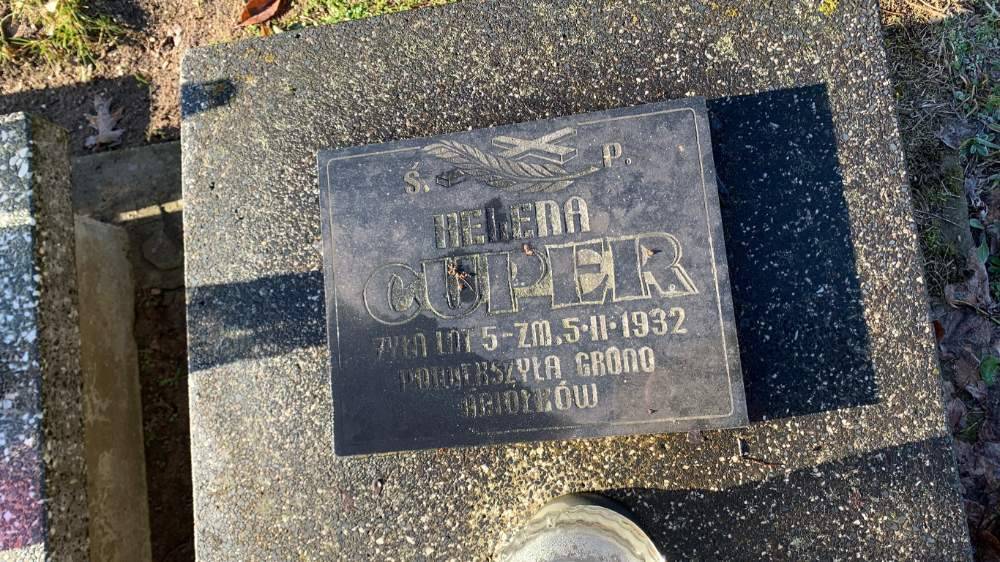 Ś. P.
HELENA
CUPER
ŻYŁA LAT 5-ZM. 5·II·1932
POWIĘKSZYŁA GRONO
ANIOŁKÓW